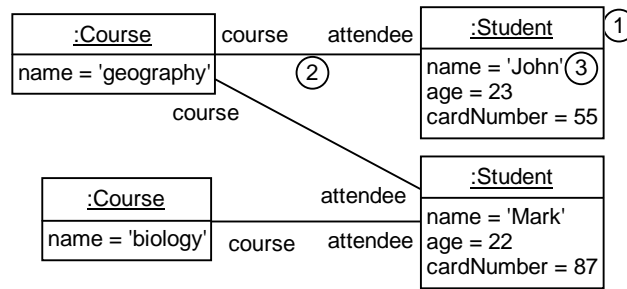 :Course
course
attendee
:Student
1
name = 'geography'
2
name = 'John'
3
age = 23
cardNumber = 55
course
:Course
attendee
:Student
name = 'biology'
course
attendee
name = 'Mark'
age = 22
cardNumber = 87